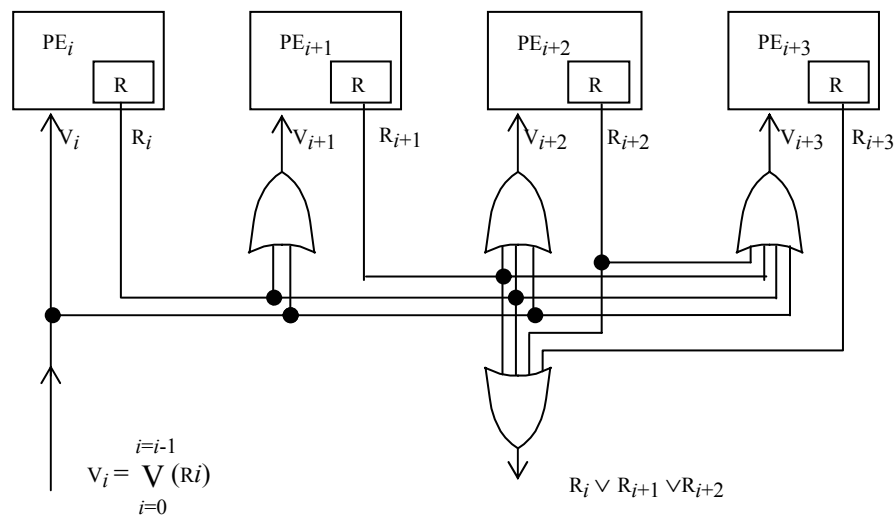 PEi PEi+1 PEi+2 PEi+3
R R R R
Vi Ri Vi+1 Ri+1 Vi+2 Ri+2 Vi+3 Ri+3
i=i-1
Vi = V (Ri)
i=0
Ri ∨ Ri+1 ∨Ri+2